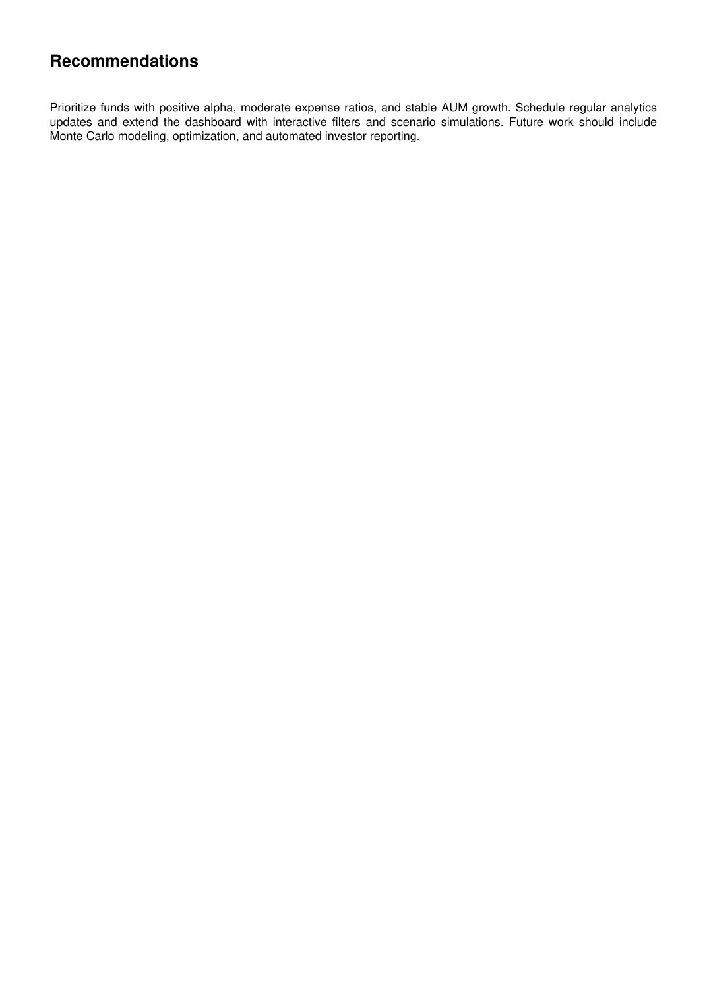 Recommendations
Prioritize funds with positive alpha, moderate expense ratios, and stable AUM growth. Schedule regular analytics
updates and extend the dashboard with interactive filters and scenario simulations. Future work should include
Monte Carlo modeling, optimization, and automated investor reporting.